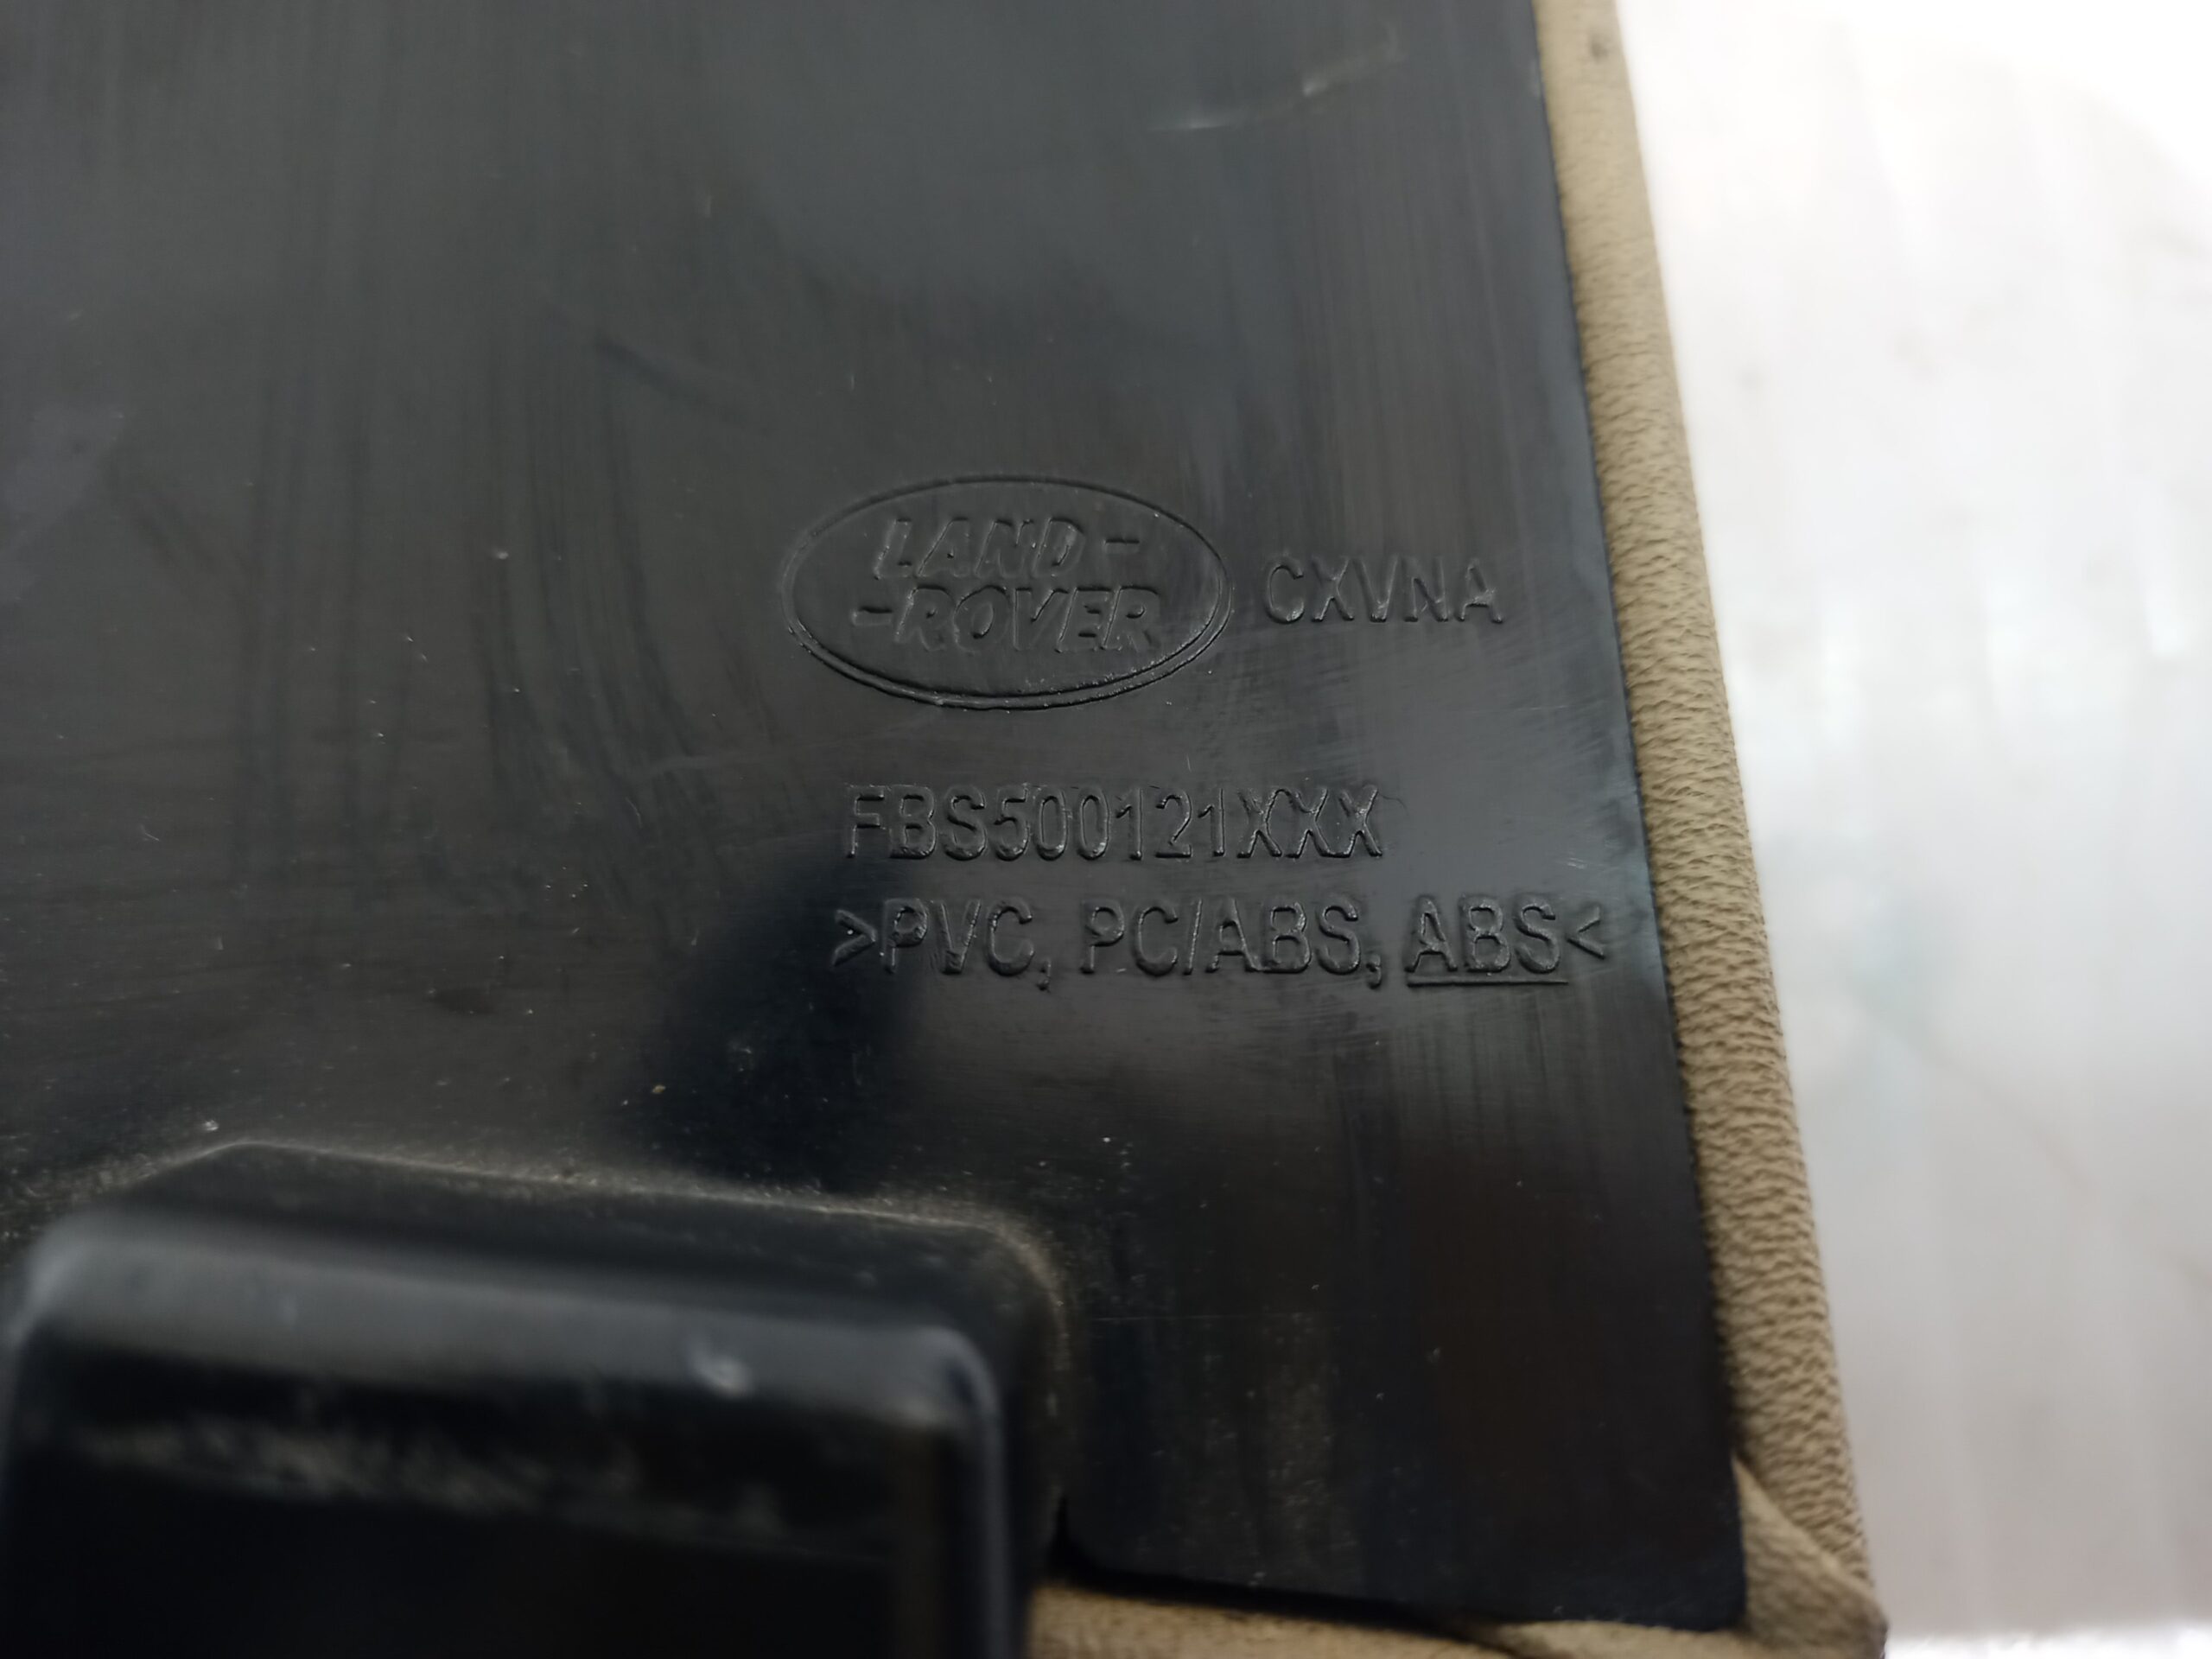 LAND-
-ROVER
CXVNA
FBS500121XXX
>PVC, PC/ABS, ABS<